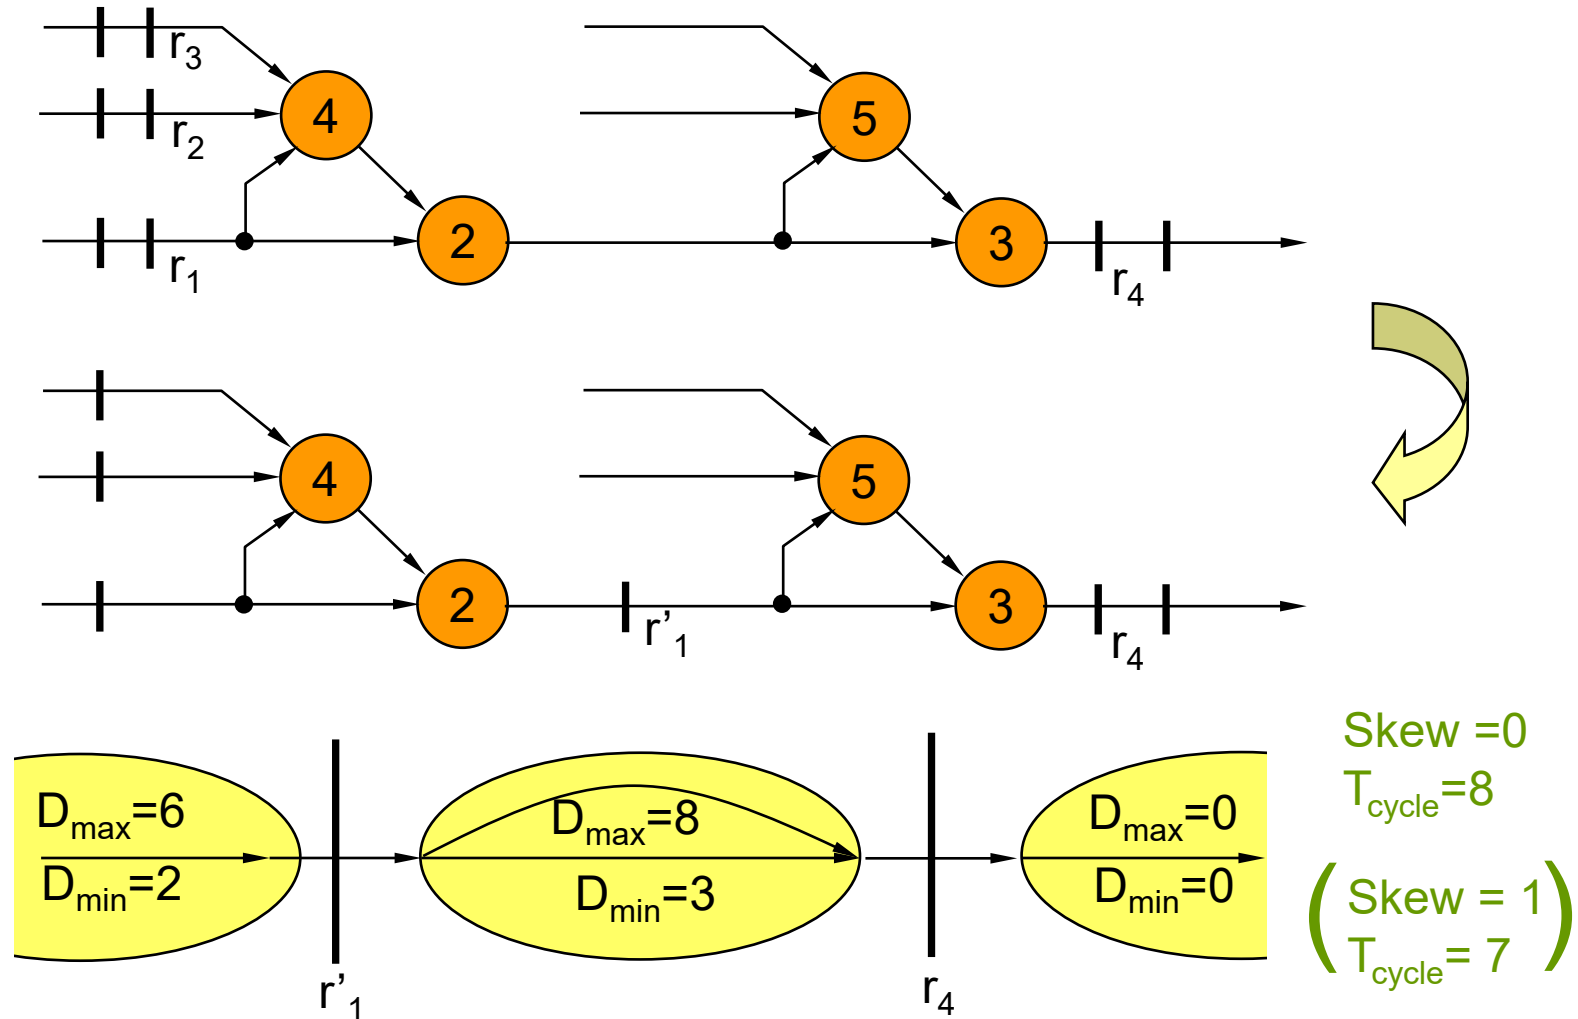 r3
4
r2
5
2
3
r1
r4
4
5
2
3
r'1
r4
Skew =0
Tcycle=8
Dmax=6
Dmin=2
Dmax=8
Dmin=3
Dmax=0
Dmin=0
(Skew = 1
Tcycle= 7)
r'1
r4